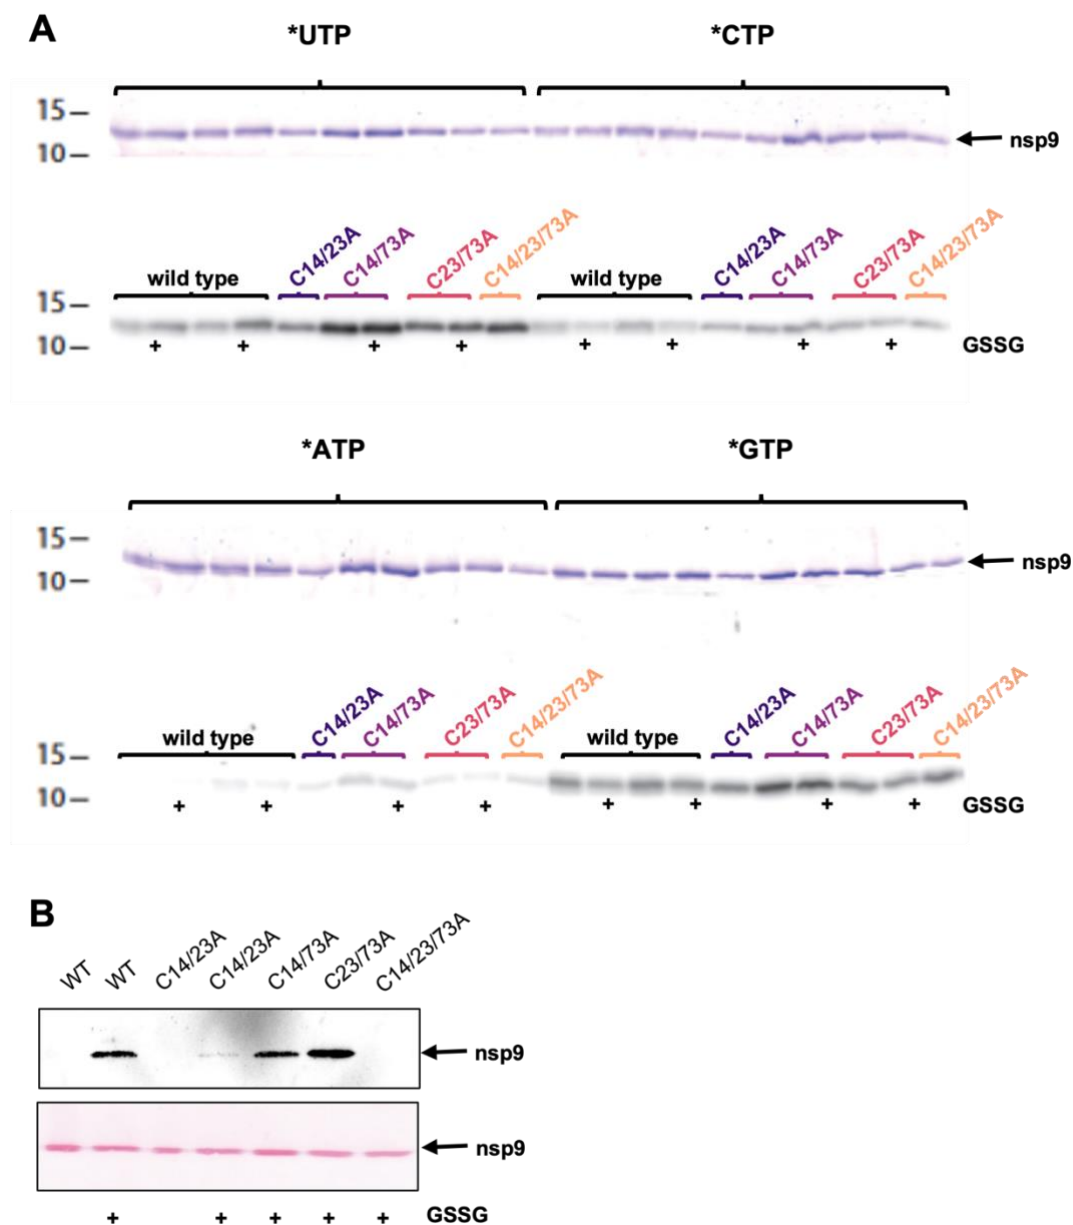 A
*UTP *CTP
15
10
nsp9
wild type C14/23A C14/73A C23/73A C14/23/73A wild type C14/23A C14/73A C23/73A C14/23/73A
15
10
+ + + + + + + + GSSG
*ATP *GTP
15
10
nsp9
wild type C14/23A C14/73A C23/73A C14/23/73A wild type C14/23A C14/73A C23/73A C14/23/73A
15
10
+ + + + + + + + GSSG
B
WT WT C14/23A C14/23A C14/73A C23/73A C14/23/73A
nsp9
nsp9
+ + + + + GSSG